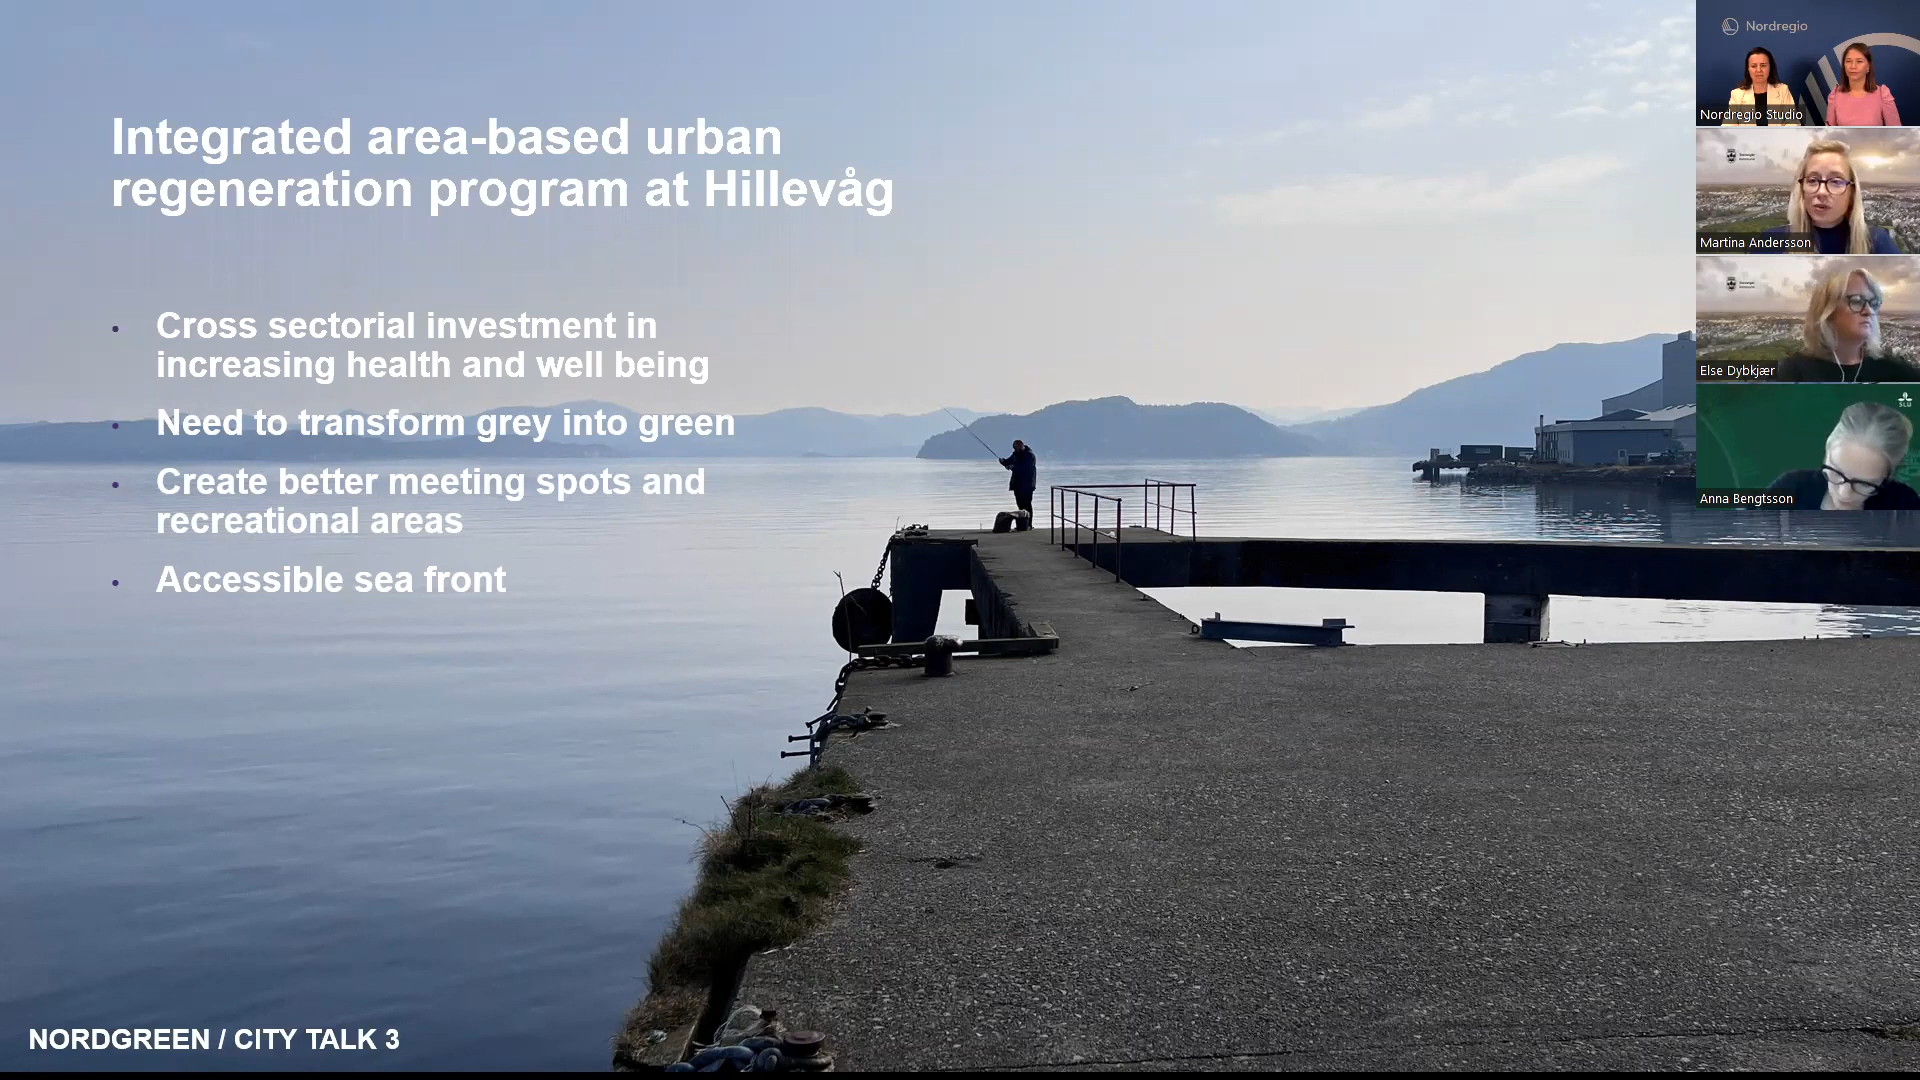 Integrated area-based urban
regeneration program at Hillevåg
• Cross sectorial investment in
increasing health and well being
• Need to transform grey into green
• Create better meeting spots and
recreational areas
• Accessible sea front
NORDGREEN / CITY TALK 3
Nordregio
Nordregio Studio
Martina Andersson
Else Dybkjær
SLU
Anna Bengtsson